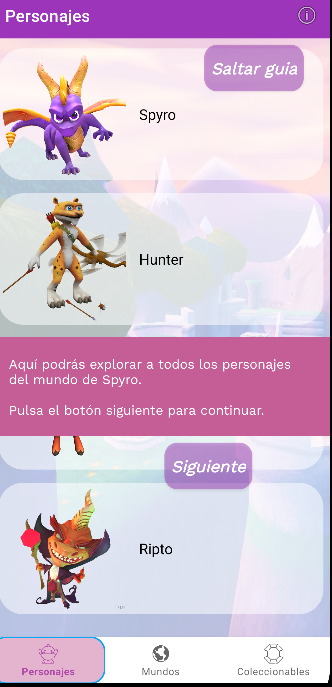 Personajes
Saltar guia
Spyro
Hunter
Aquí podrás explorar a todos los personajes
del mundo de Spyro.
Pulsa el botón siguiente para continuar.
Siguiente
Ripto
Personajes
Mundos
Coleccionables